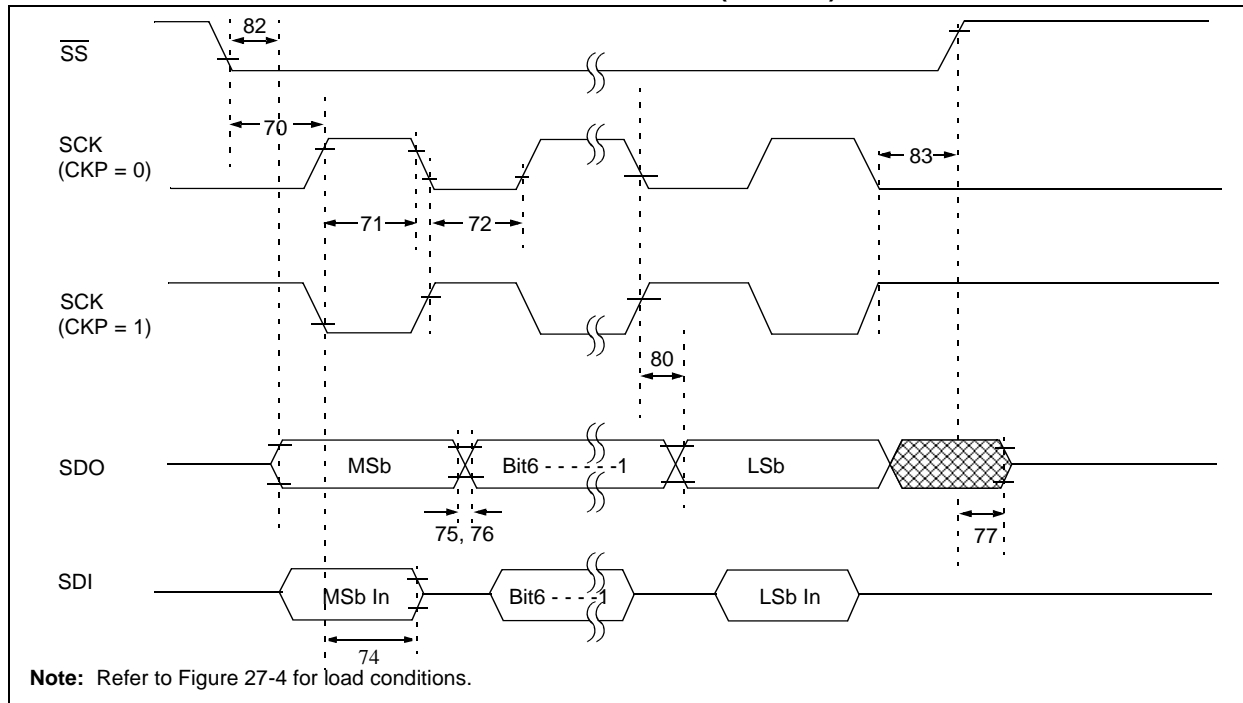 82
SS
70
SCK
(CKP = 0)
83
71
72
SCK
(CKP = 1)
80
SDO
MSb
Bit6 - - - - - -1
LSb
75, 76
77
SDI
MSb In
Bit6 - - - - -1
LSb In
74
Note: Refer to Figure 27-4 for load conditions.